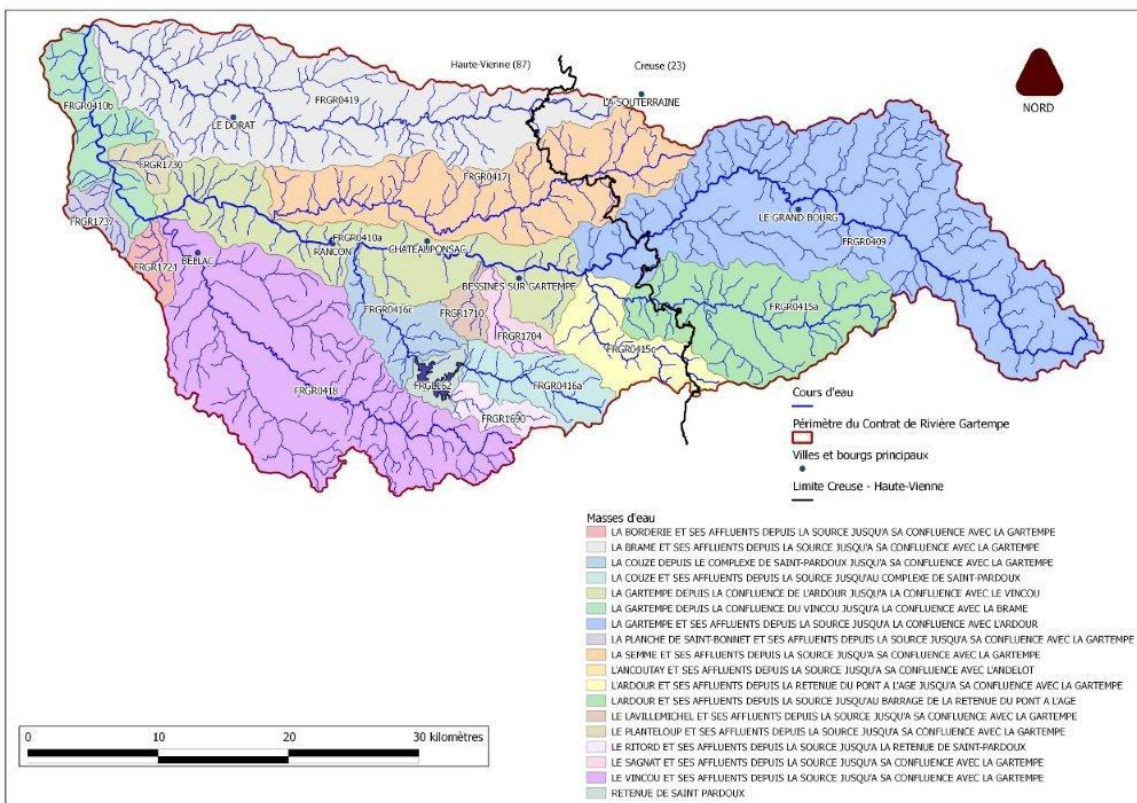 Haute-Vienne (87)
Creuse (23)
NORD
FRGR0410b
FRGR0419
LA SOUTERRAINE
LE DORAT
FRGR1730
FRGR0417
FRGR1737
LE GRAND BOURG
FRGR0409
FRGR0410a
CHATEAUPONSAC
RANCON
BELLAC
FRGR1721
BESSINES SUR GARTEMPE
FRGR0416c
FRGR1710
FRGR0415a
FRGR1704
FRGR0415c
FRGL162
FRGR0416a
FRGR0418
FRGR1690
Cours d'eau
Périmètre du Contrat de Rivière Gartempe
Villes et bourgs principaux
Limite Creuse - Haute-Vienne
Masses d'eau
LA BORDERIE ET SES AFFLUENTS DEPUIS LA SOURCE JUSQU'A SA CONFLUENCE AVEC LA GARTEMPE
LA BRAME ET SES AFFLUENTS DEPUIS LA SOURCE JUSQU'A SA CONFLUENCE AVEC LA GARTEMPE
LA COUZE DEPUIS LE COMPLEXE DE SAINT-PARDOUX JUSQU'A SA CONFLUENCE AVEC LA GARTEMPE
LA COUZE ET SES AFFLUENTS DEPUIS LA SOURCE JUSQU'AU COMPLEXE DE SAINT-PARDOUX
LA GARTEMPE DEPUIS LA CONFLUENCE DE L'ARDOUR JUSQU'A LA CONFLUENCE AVEC LE VINCOU
LA GARTEMPE DEPUIS LA CONFLUENCE DU VINCOU JUSQU'A LA CONFLUENCE AVEC LA BRAME
LA GARTEMPE ET SES AFFLUENTS DEPUIS LA SOURCE JUSQU'A LA CONFLUENCE AVEC L'ARDOUR
LA PLANCHE DE SAINT-BONNET ET SES AFFLUENTS DEPUIS LA SOURCE JUSQU'A SA CONFLUENCE AVEC LA GARTEMPE
LA SEMME ET SES AFFLUENTS DEPUIS LA SOURCE JUSQU'A SA CONFLUENCE AVEC LA GARTEMPE
L'ANCOUTAY ET SES AFFLUENTS DEPUIS LA SOURCE JUSQU'A SA CONFLUENCE AVEC L'ANDELOT
L'ARDOUR ET SES AFFLUENTS DEPUIS LA RETENUE DU PONT A L'AGE JUSQU'A SA CONFLUENCE AVEC LA GARTEMPE
L'ARDOUR ET SES AFFLUENTS DEPUIS LA SOURCE JUSQU'AU BARRAGE DE LA RETENUE DU PONT A L'AGE
LE LAVILLEMICHEL ET SES AFFLUENTS DEPUIS LA SOURCE JUSQU'A SA CONFLUENCE AVEC LA GARTEMPE
LE PLANTELOUP ET SES AFFLUENTS DEPUIS LA SOURCE JUSQU'A SA CONFLUENCE AVEC LA GARTEMPE
LE RITORD ET SES AFFLUENTS DEPUIS LA SOURCE JUSQU'A LA RETENUE DE SAINT-PARDOUX
LE SAGNAT ET SES AFFLUENTS DEPUIS LA SOURCE JUSQU'A SA CONFLUENCE AVEC LA GARTEMPE
LE VINCOU ET SES AFFLUENTS DEPUIS LA SOURCE JUSQU'A SA CONFLUENCE AVEC LA GARTEMPE
RETENUE DE SAINT PARDOUX
0 10 20 30 kilomètres